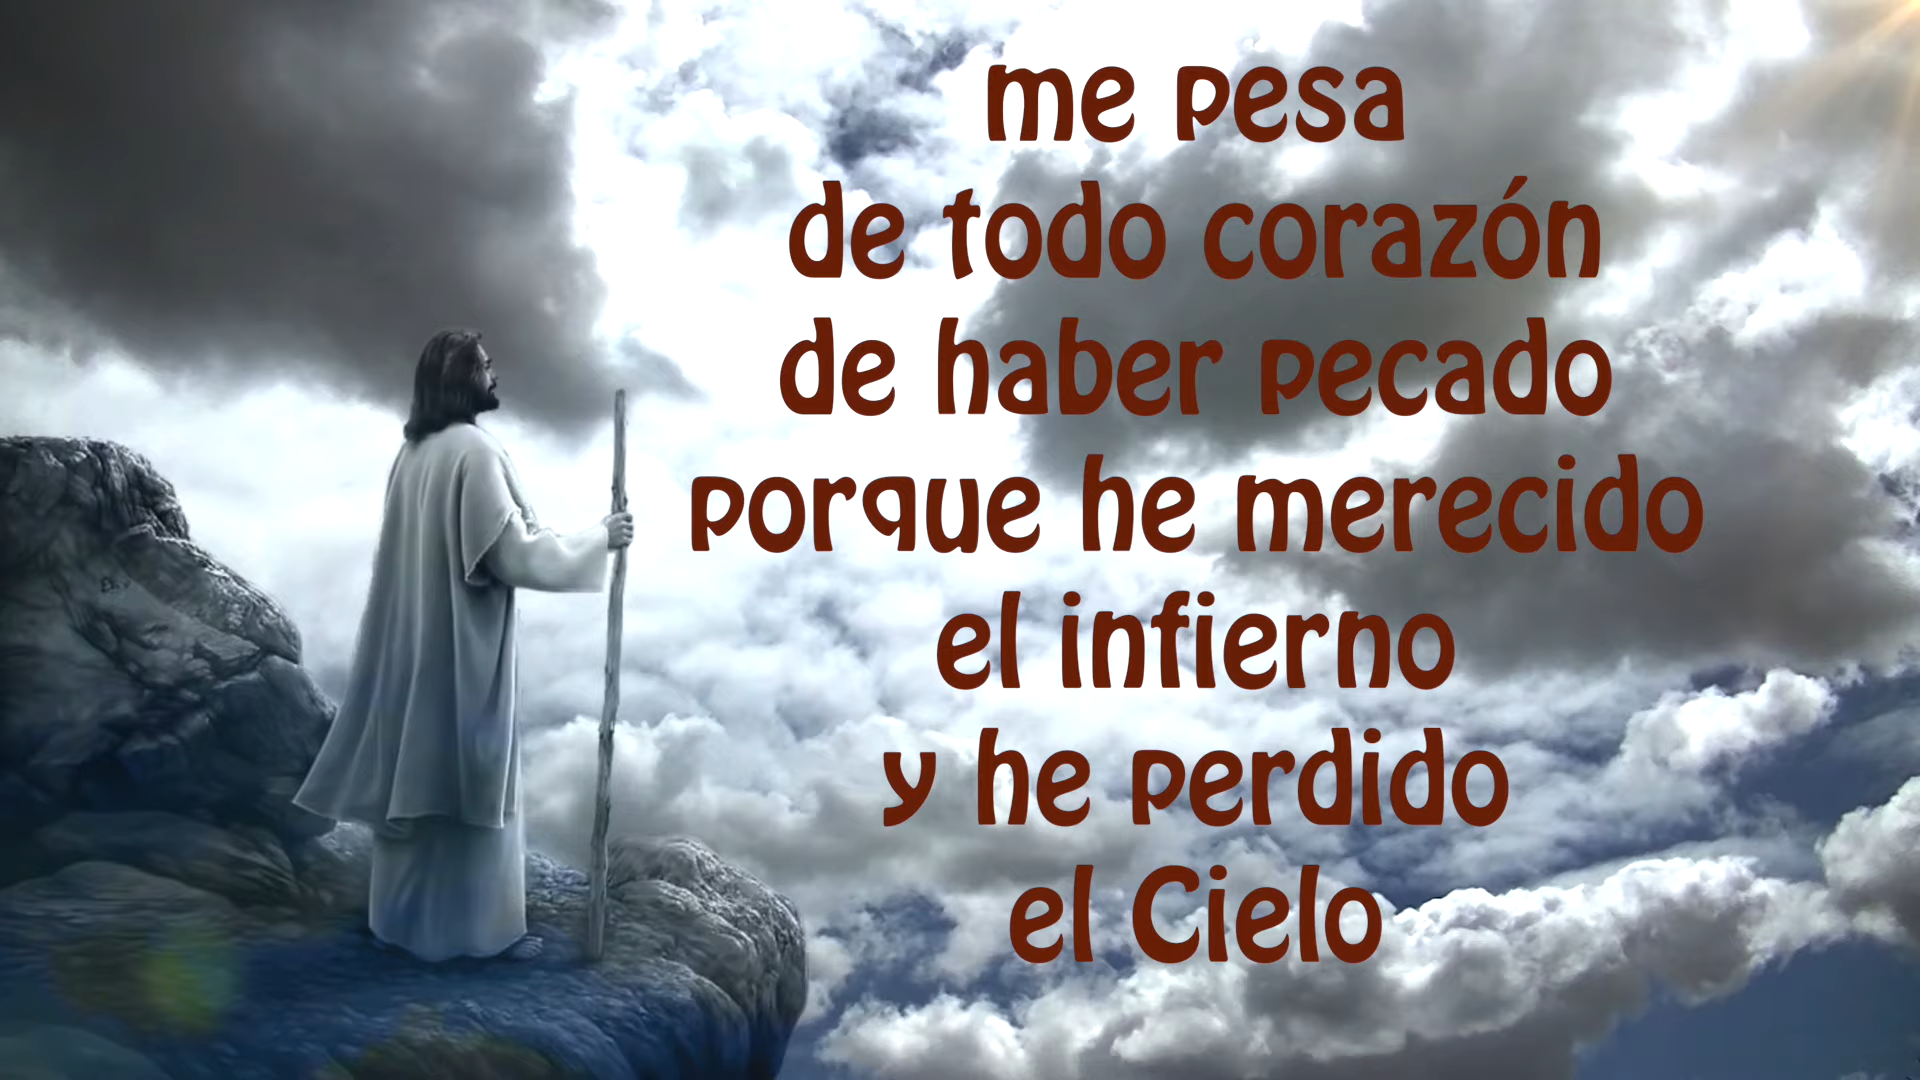 me pesa
de todo corazón
de haber pecado
porque he merecido
el infierno
y he perdido
el Cielo